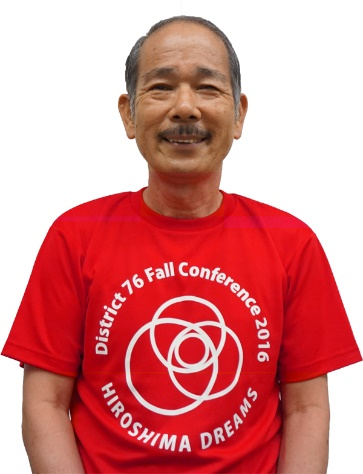 District 76 Fall Conference 2016
HIROSHIMA DREAMS